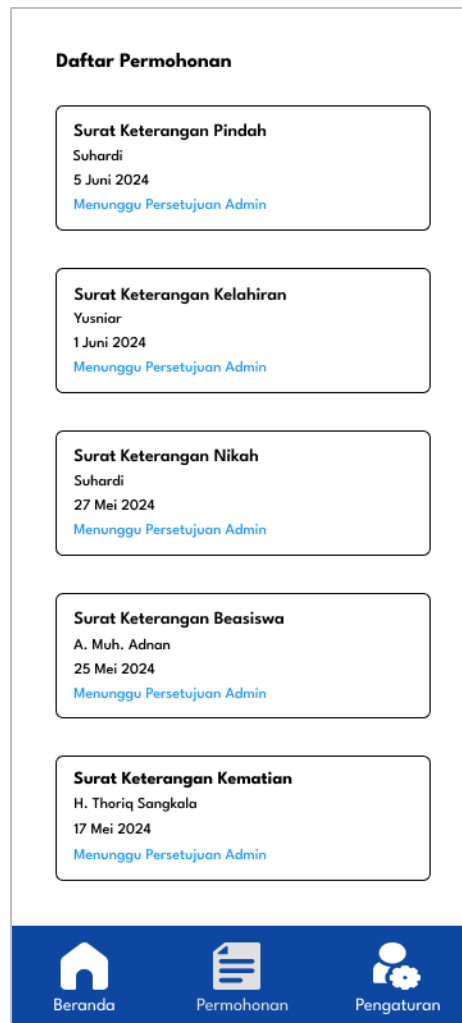 Daftar Permohonan
Surat Keterangan Pindah
Suhardi
5 Juni 2024
Menunggu Persetujuan Admin
Surat Keterangan Kelahiran
Yusniar
1 Juni 2024
Menunggu Persetujuan Admin
Surat Keterangan Nikah
Suhardi
27 Mei 2024
Menunggu Persetujuan Admin
Surat Keterangan Beasiswa
A. Muh. Adnan
25 Mei 2024
Menunggu Persetujuan Admin
Surat Keterangan Kematian
H. Thoriq Sangkala
17 Mei 2024
Menunggu Persetujuan Admin
Beranda Permohonan Pengaturan